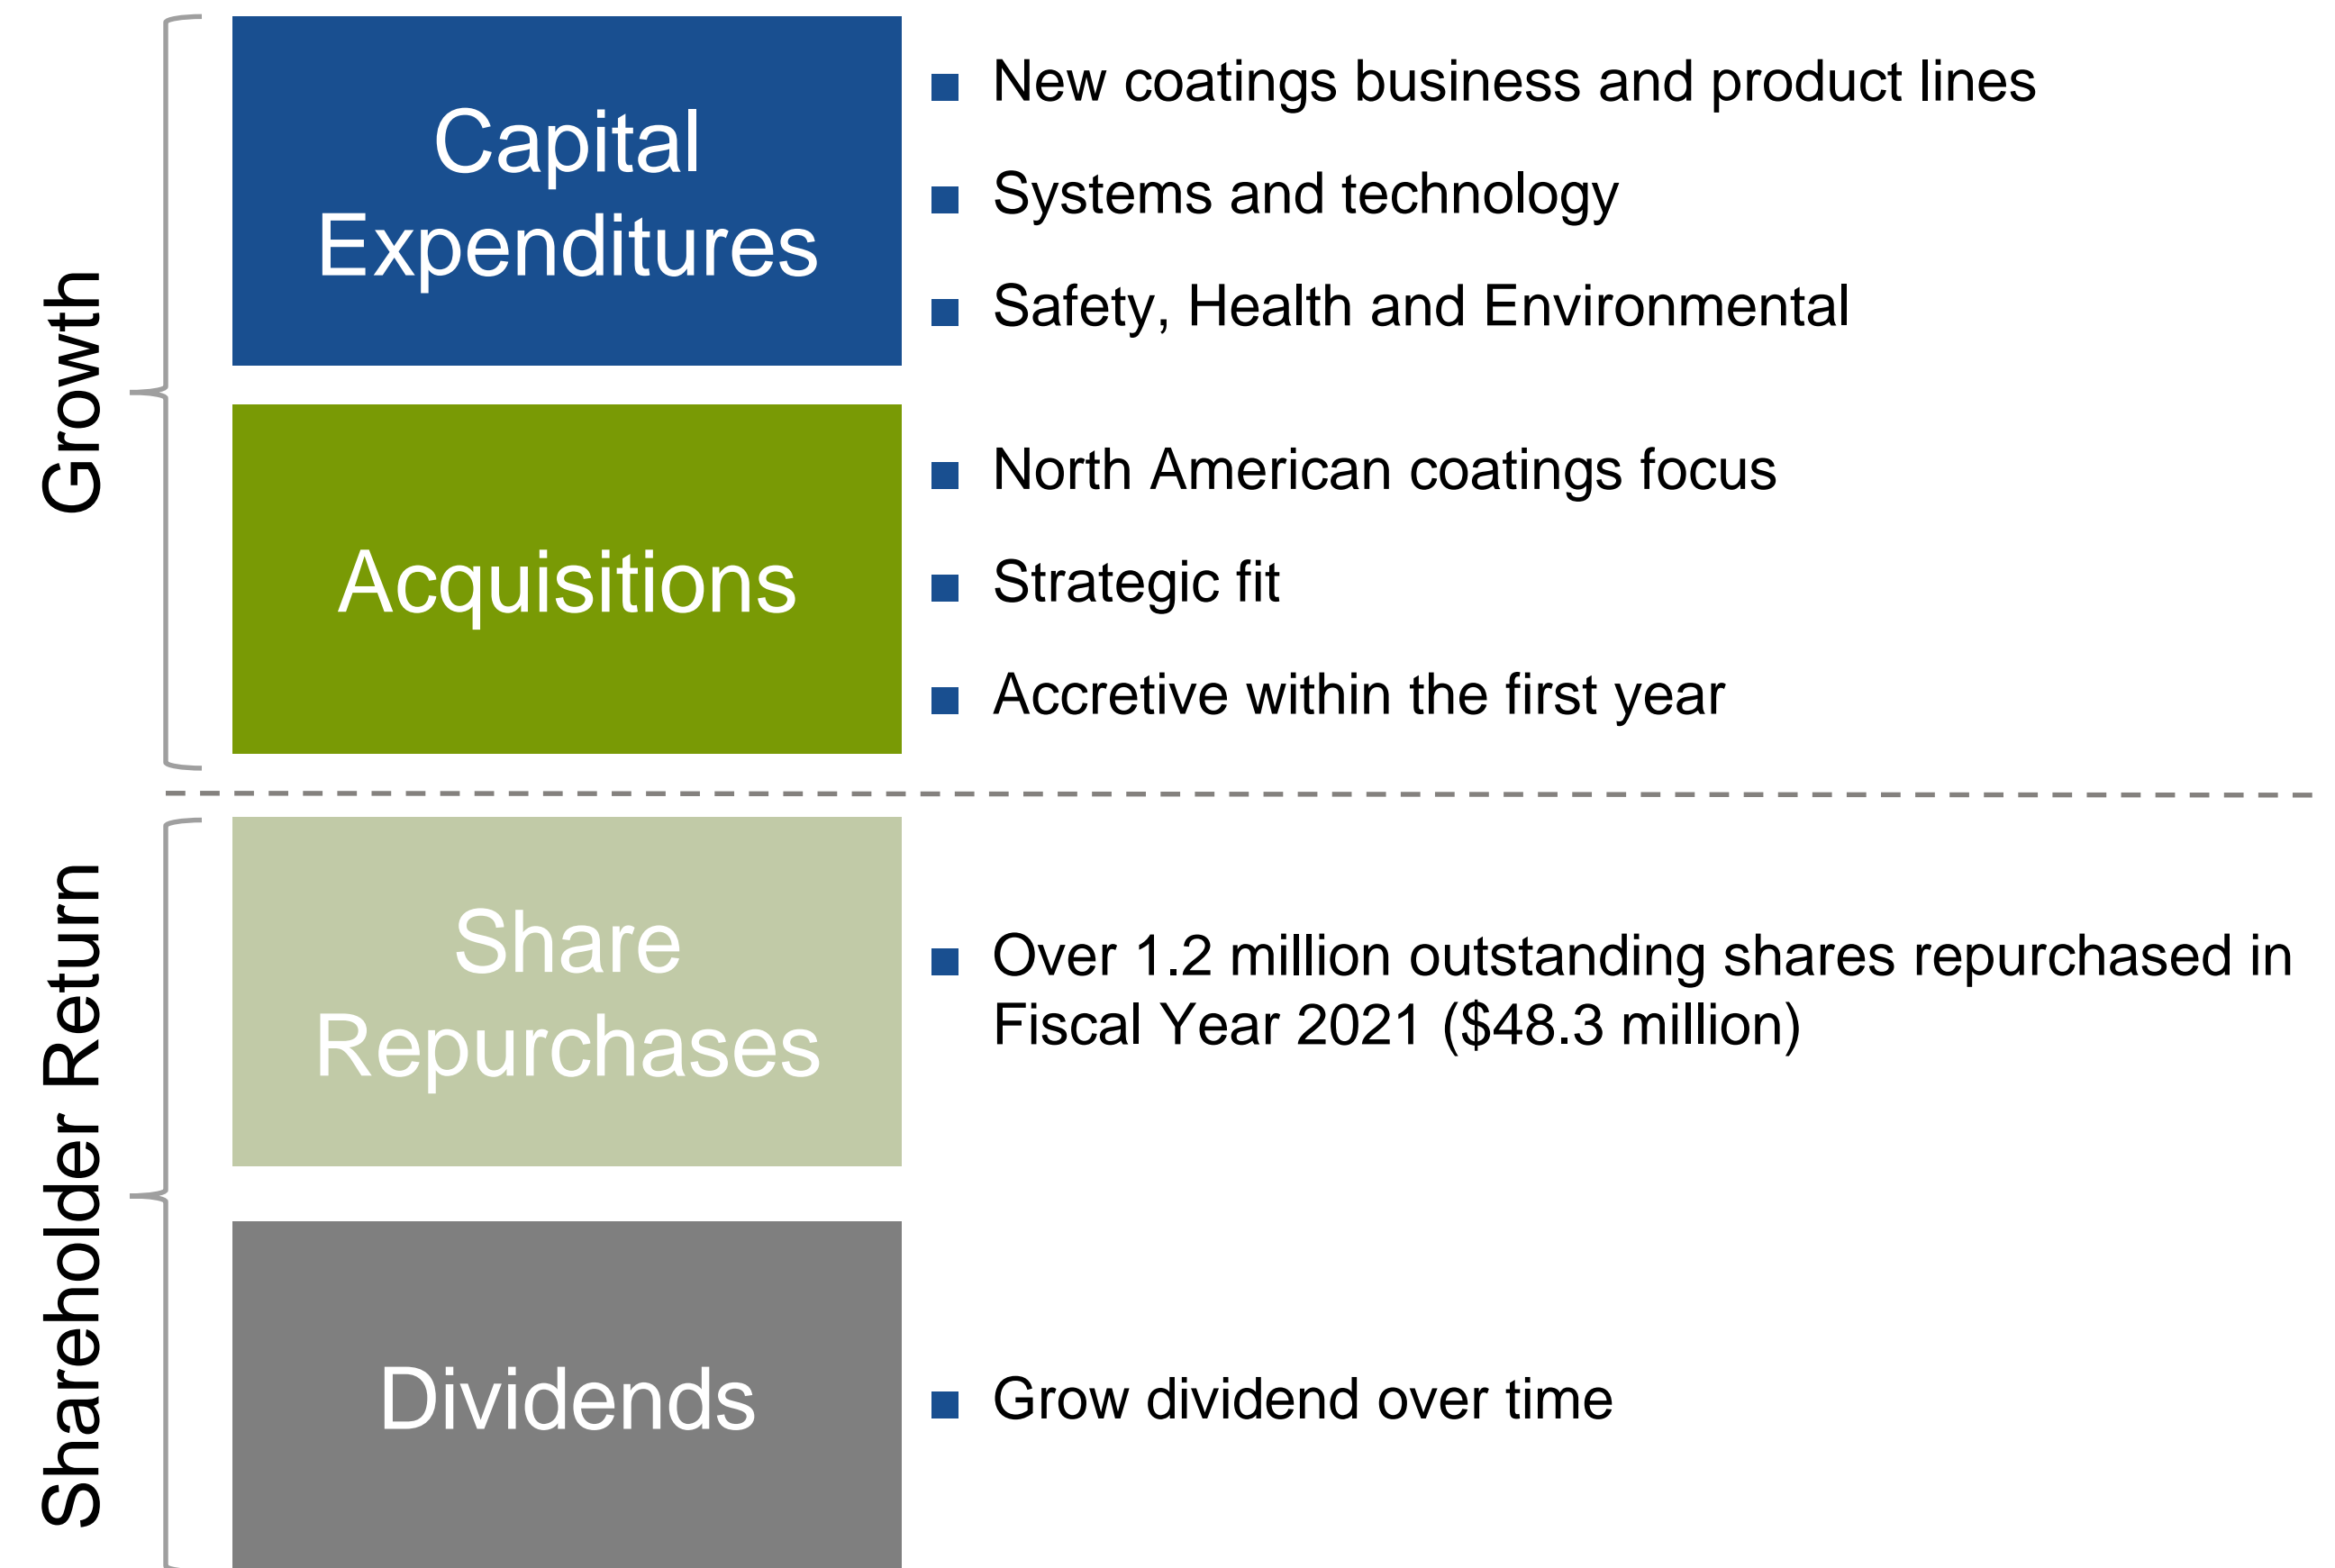 Growth
Capital
Expenditures
New coatings business and product lines
Systems and technology
Safety, Health and Environmental
Acquisitions
North American coatings focus
Strategic fit
Accretive within the first year
Shareholder Return
Share
Repurchases
Over 1.2 million outstanding shares repurchased in
Fiscal Year 2021 ($48.3 million)
Dividends
Grow dividend over time